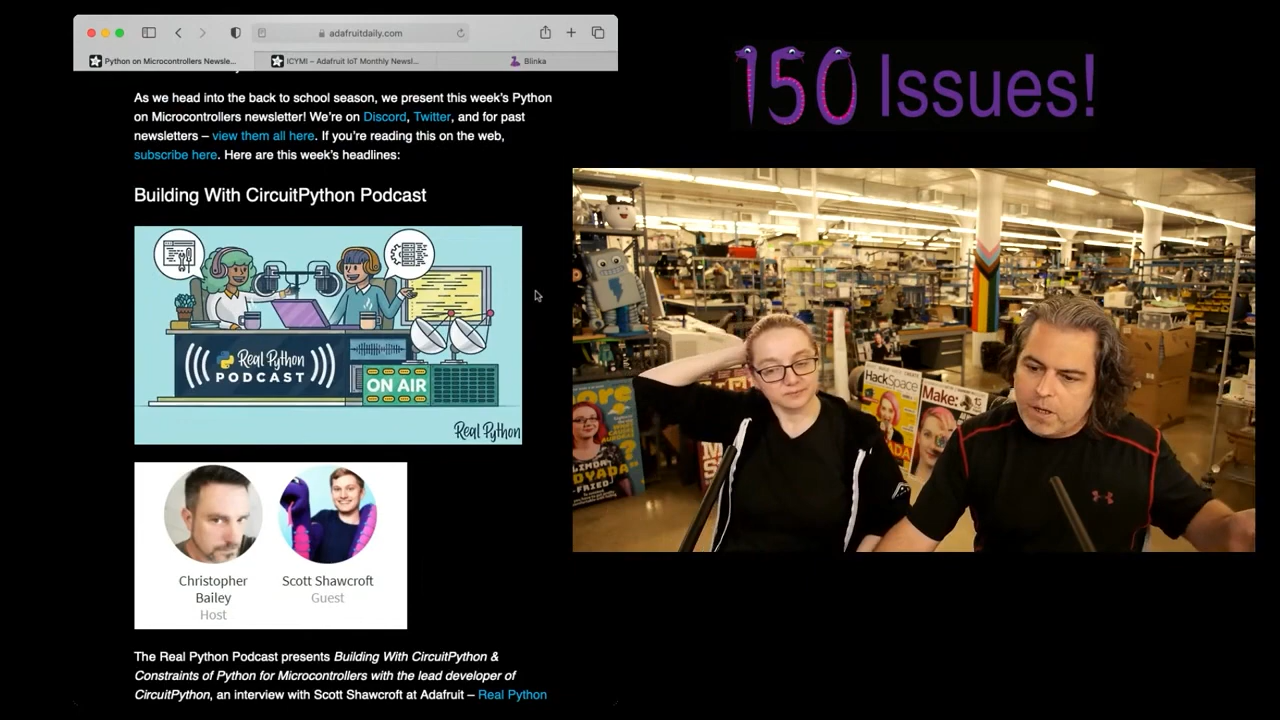 adafruitdaily.com
Python on Microcontrollers Newsle...
ICYMI – Adafruit IoT Monthly Newsl...
Blinka
As we head into the back to school season, we present this week's Python
on Microcontrollers newsletter! We're on Discord, Twitter, and for past
newsletters – view them all here. If you're reading this on the web,
subscribe here. Here are this week's headlines:
Building With CircuitPython Podcast
Real Python
PODCAST
ON AIR
Real Python
Christopher
Bailey
Host
Scott Shawcroft
Guest
The Real Python Podcast presents Building With CircuitPython &
Constraints of Python for Microcontrollers with the lead developer of
CircuitPython, an interview with Scott Shawcroft at Adafruit – Real Python
150 Issues!
HackSpace
Make:
ADA
LIMOR
FRIED